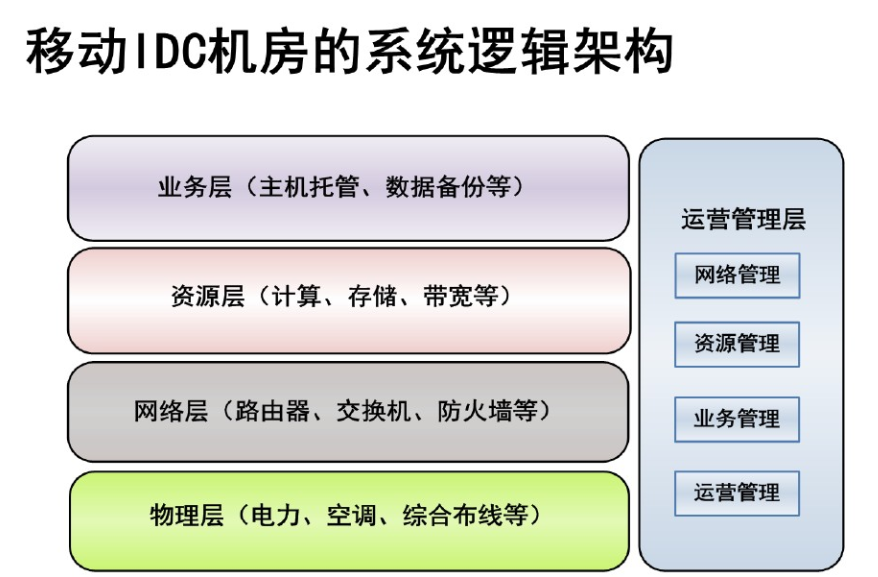 移动IDC机房的系统逻辑架构
业务层（主机托管、数据备份等）
资源层（计算、存储、带宽等）
网络层（路由器、交换机、防火墙等）
物理层（电力、空调、综合布线等）
运营管理层
网络管理
资源管理
业务管理
运营管理